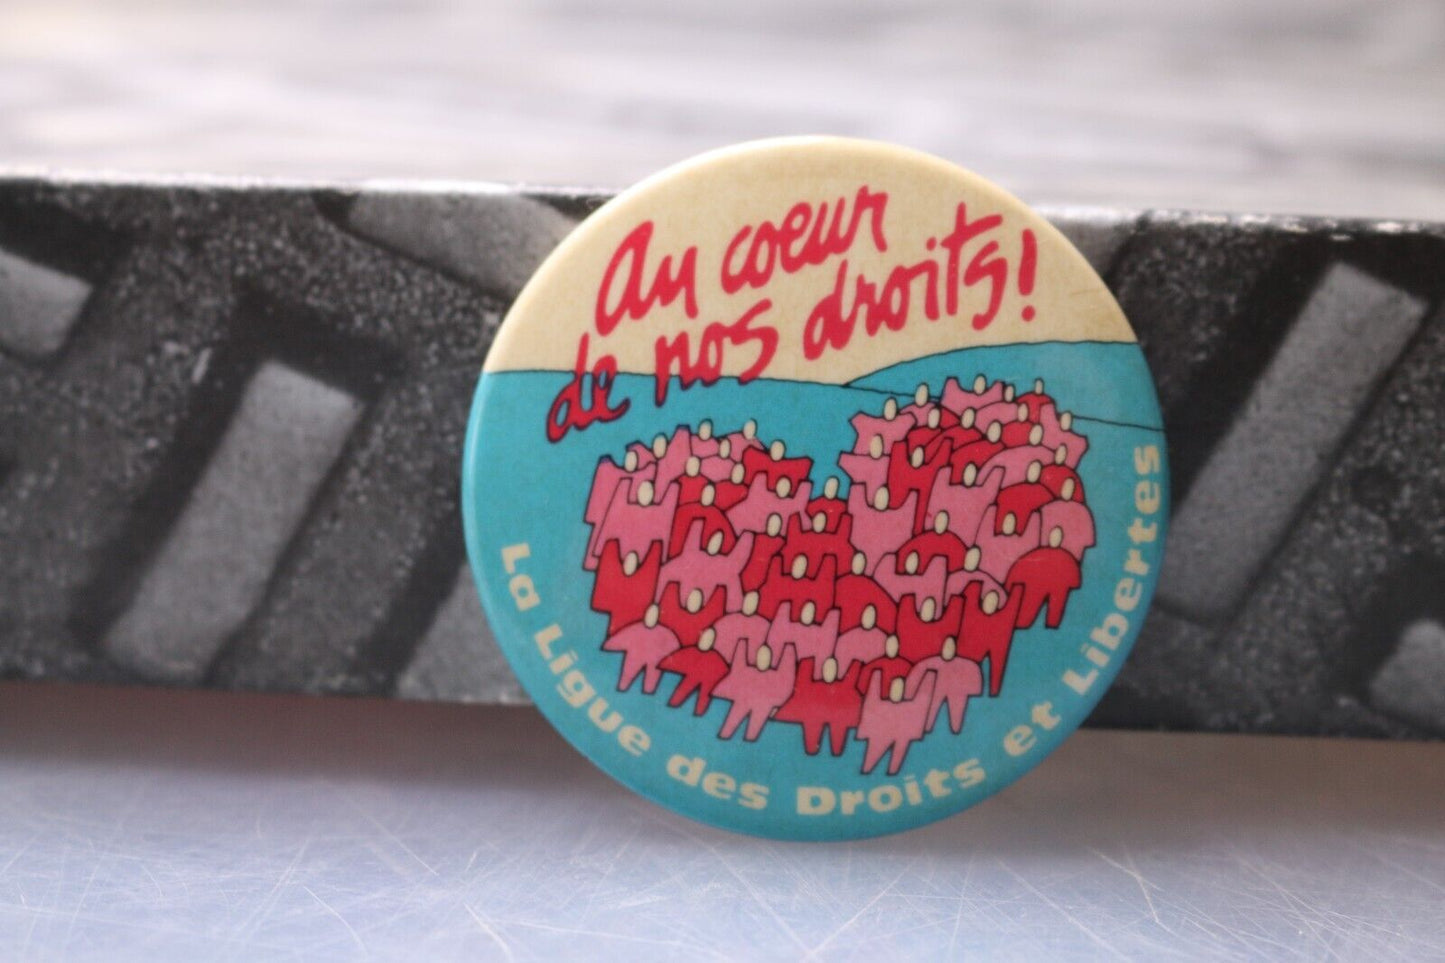 Au coeur
de nos droits!
La Ligue des Droits et Libertes